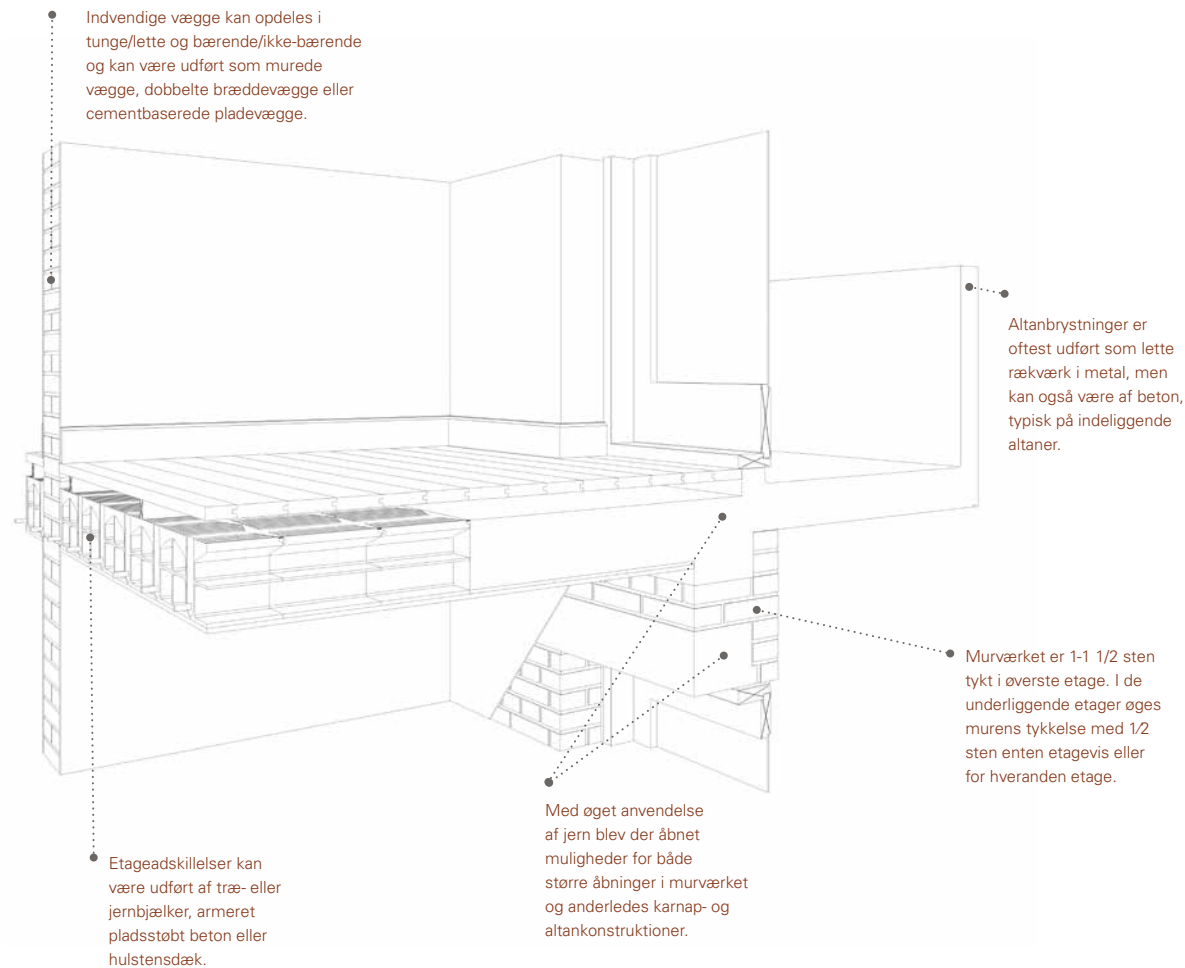 Indvendige vægge kan opdeles i
tunge/lette og bærende/ikke-bærende
og kan være udført som murede
vægge, dobbelte bræddevægge eller
cementbaserede pladevægge.
Altanbrystninger er
oftest udført som lette
rækværk i metal, men
kan også være af beton,
typisk på indeliggende
altaner.
Murværket er 1-1 1/2 sten
tykt i øverste etage. I de
underliggende etager øges
murens tykkelse med 1/2
sten enten etagevis eller
for hveranden etage.
Med øget anvendelse
af jern blev der åbnet
muligheder for både
større åbninger i murværket
og anderledes karnap- og
altankonstruktioner.
Etageadskillelser kan
være udført af træ- eller
jernbjælker, armeret
pladsstøbt beton eller
hulstensdæk.